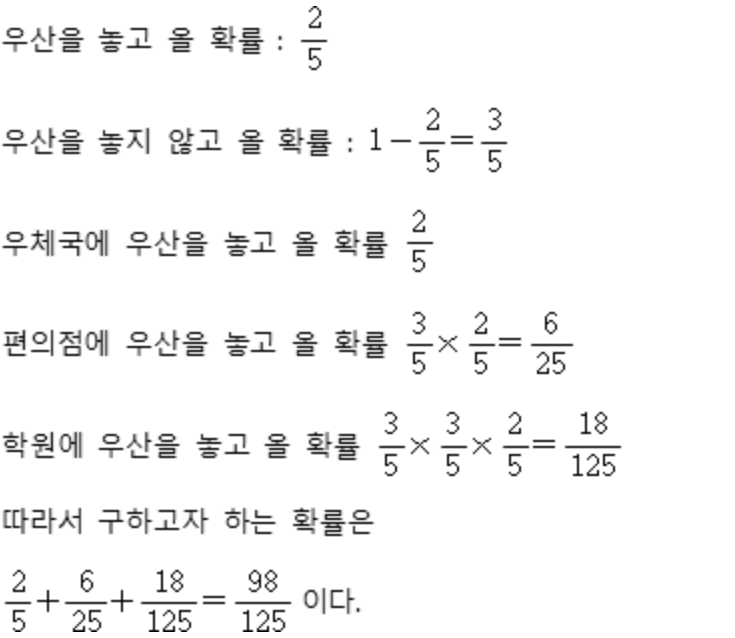 우산을 놓고 올 확률 : 2/5
우산을 놓지 않고 올 확률 : 1 − 2/5 = 3/5
우체국에 우산을 놓고 올 확률 2/5
편의점에 우산을 놓고 올 확률 3/5 × 2/5 = 6/25
학원에 우산을 놓고 올 확률 3/5 × 3/5 × 2/5 = 18/125
따라서 구하고자 하는 확률은
2/5 + 6/25 + 18/125 = 98/125 이다.